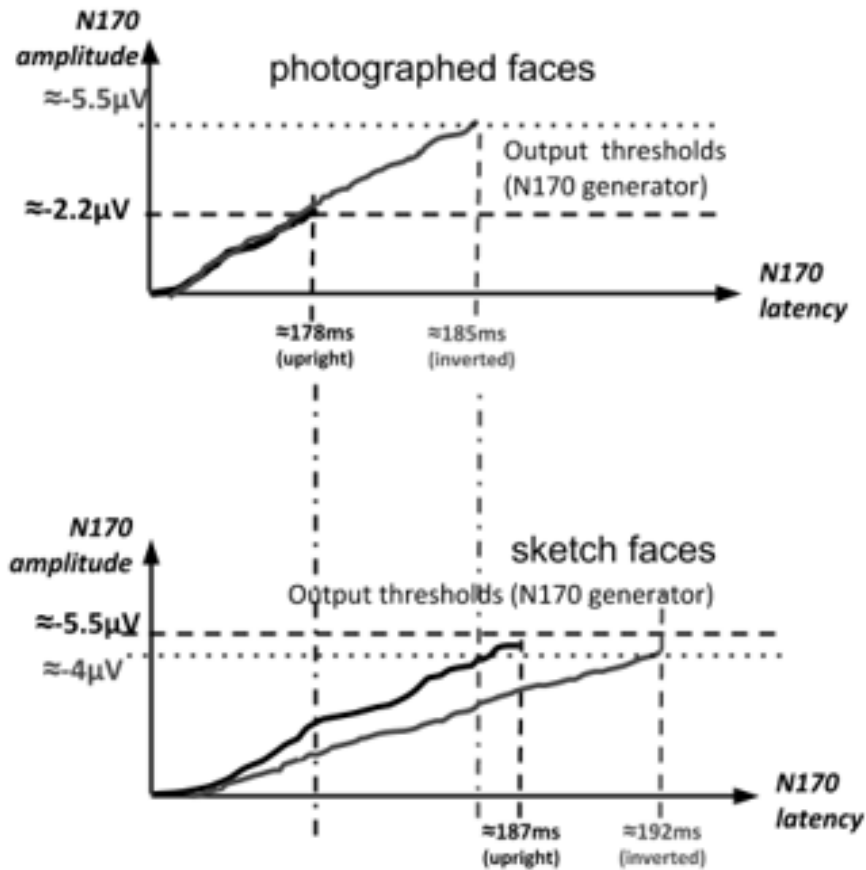 N170
amplitude
photographed faces
≈-5.5µV
Output thresholds
(N170 generator)
≈-2.2µV
N170
latency
≈178ms
(upright)
≈185ms
(inverted)
N170
amplitude
sketch faces
Output thresholds (N170 generator)
≈-5.5µV
≈-4µV
N170
latency
≈187ms
(upright)
≈192ms
(inverted)